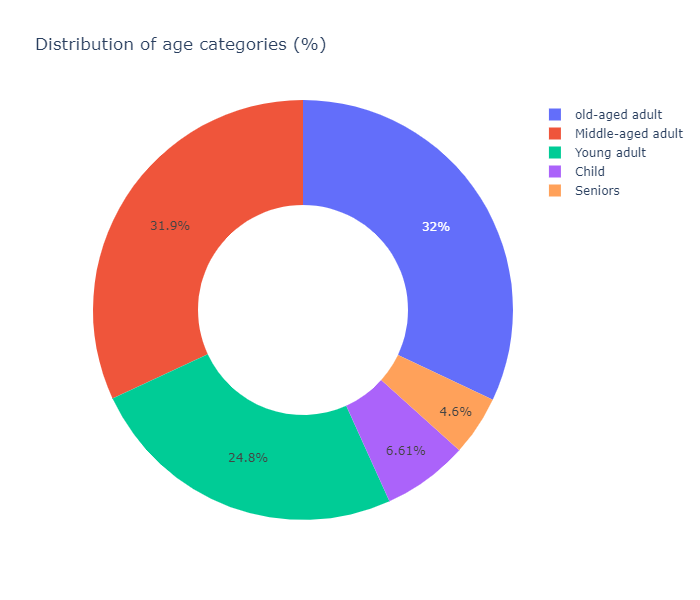 Distribution of age categories (%)
old-aged adult
Middle-aged adult
Young adult
Child
Seniors
31.9%
32%
4.6%
6.61%
24.8%